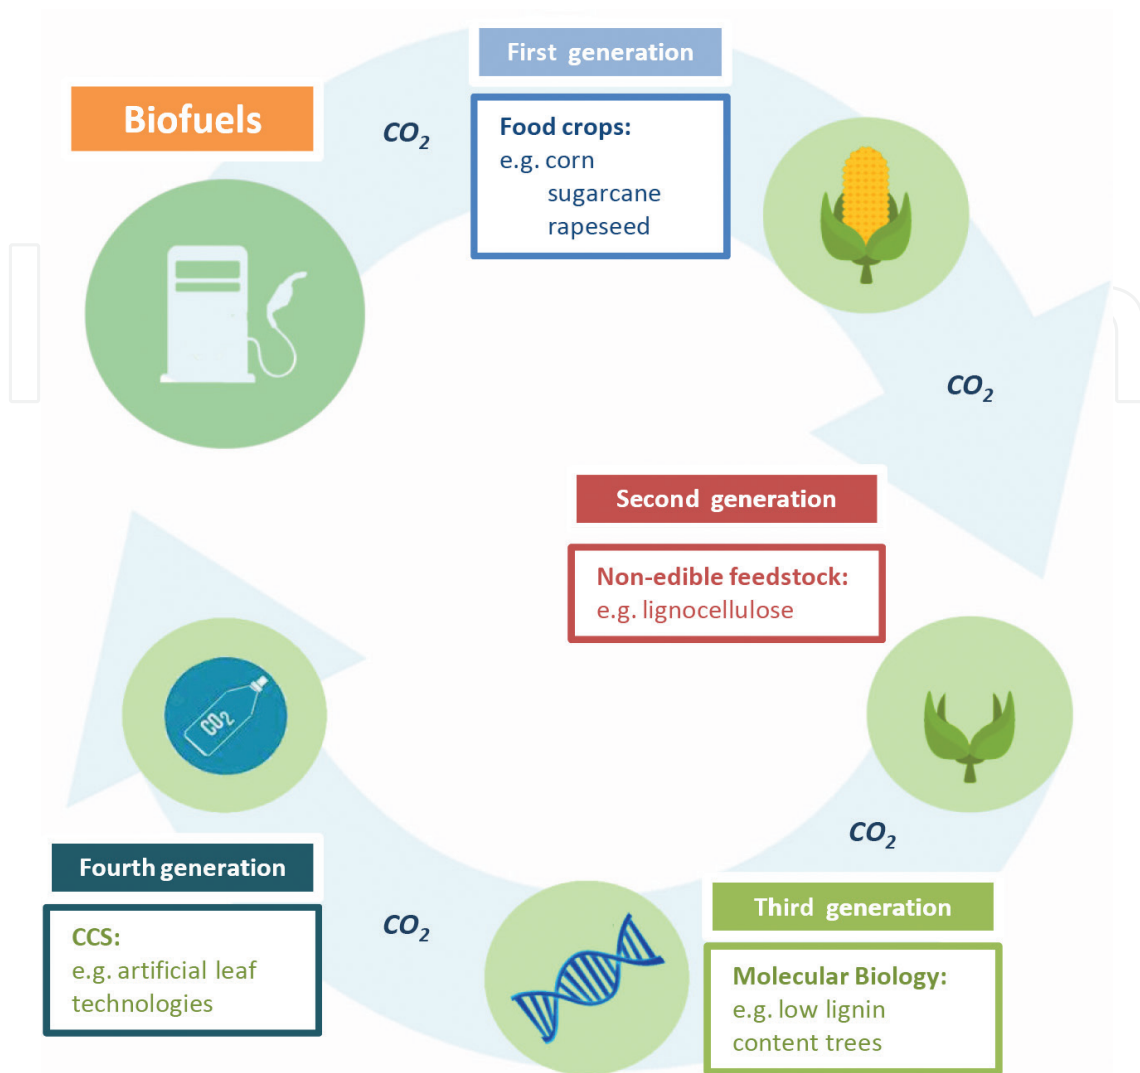 Biofuels
CO₂
First generation
Food crops:
e.g. corn
sugarcane
rapeseed
CO₂
Second generation
Non-edible feedstock:
e.g. lignocellulose
CO₂
Third generation
Molecular Biology:
e.g. low lignin
content trees
CO₂
Fourth generation
CCS:
e.g. artificial leaf
technologies
CO₂